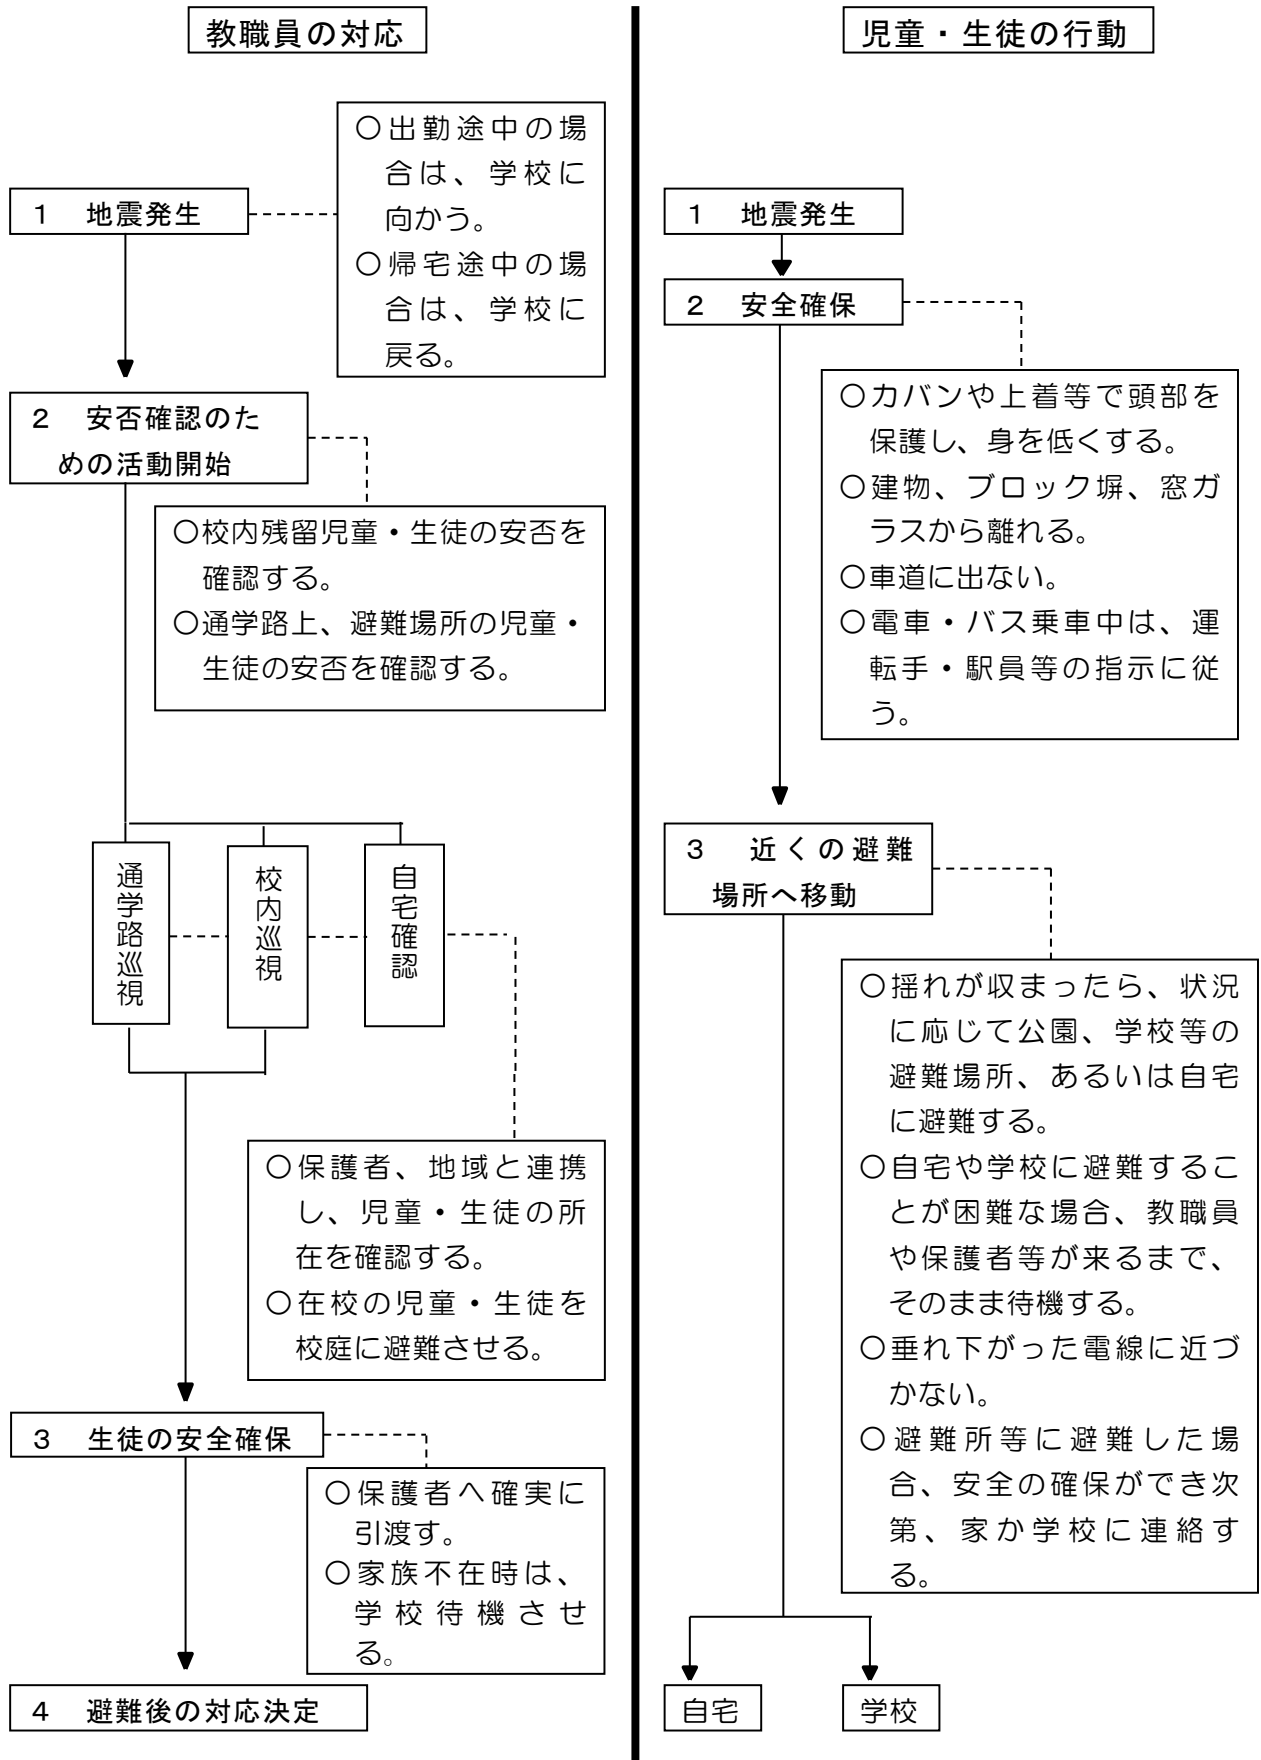 教職員の対応
1 地震発生
○出勤途中の場
合は、学校に
向かう。
○帰宅途中の場
合は、学校に
戻る。
2 安否確認のた
めの活動開始
○校内残留児童・生徒の安否を
確認する。
○通学路上、避難場所の児童・
生徒の安否を確認する。
通学路巡視
校内巡視
自宅確認
○保護者、地域と連携
し、児童・生徒の所
在を確認する。
○在校の児童・生徒を
校庭に避難させる。
3 生徒の安全確保
○保護者へ確実に
引渡す。
○家族不在時は、
学校待機させ
る。
4 避難後の対応決定
児童・生徒の行動
1 地震発生
2 安全確保
○カバンや上着等で頭部を
保護し、身を低くする。
○建物、ブロック塀、窓ガ
ラスから離れる。
○車道に出ない。
○電車・バス乗車中は、運
転手・駅員等の指示に従
う。
3 近くの避難
場所へ移動
○揺れが収まったら、状況
に応じて公園、学校等の
避難場所、あるいは自宅
に避難する。
○自宅や学校に避難するこ
とが困難な場合、教職員
や保護者等が来るまで、
そのまま待機する。
○垂れ下がった電線に近づ
かない。
○避難所等に避難した場
合、安全の確保ができ次
第、家か学校に連絡す
る。
自宅
学校